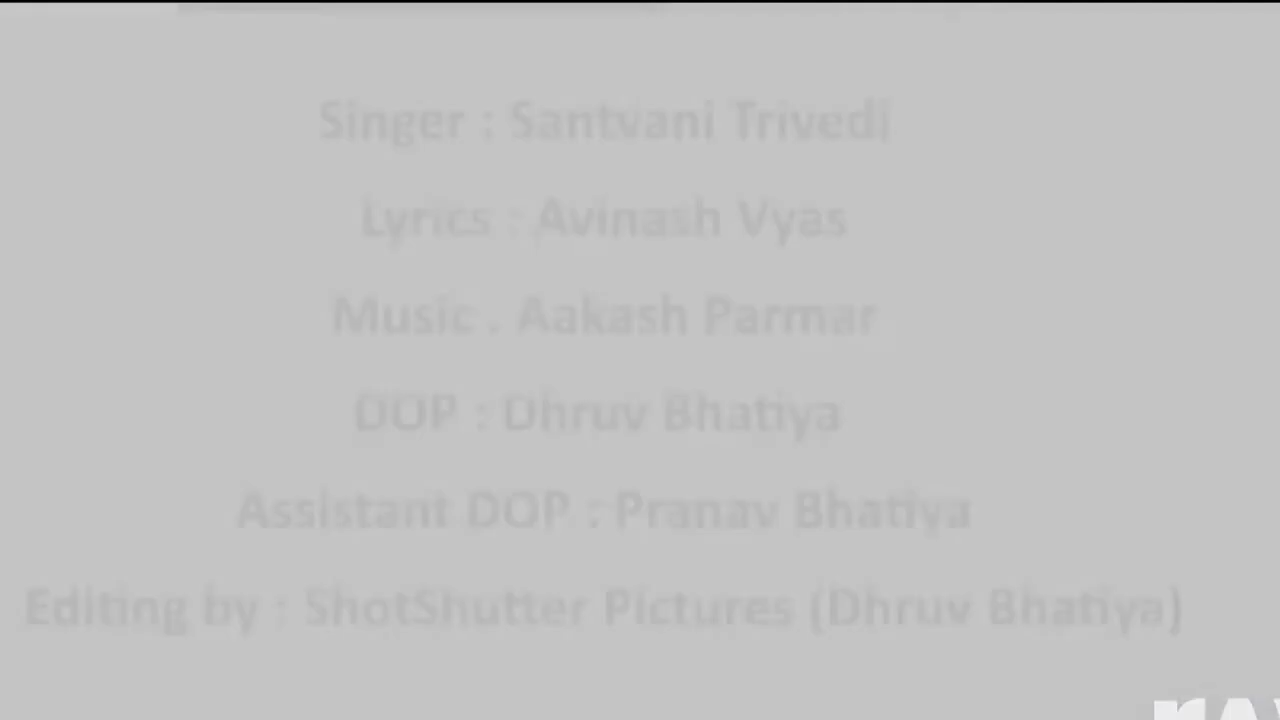 Singer : Santvani Trivedi
Lyrics : Avinash Vyas
Music . Aakash Parmar
DOP : Dhruv Bhatiya
Assistant DOP : Pranav Bhatiya
Editing by : ShotShutter Pictures (Dhruv Bhatiya)